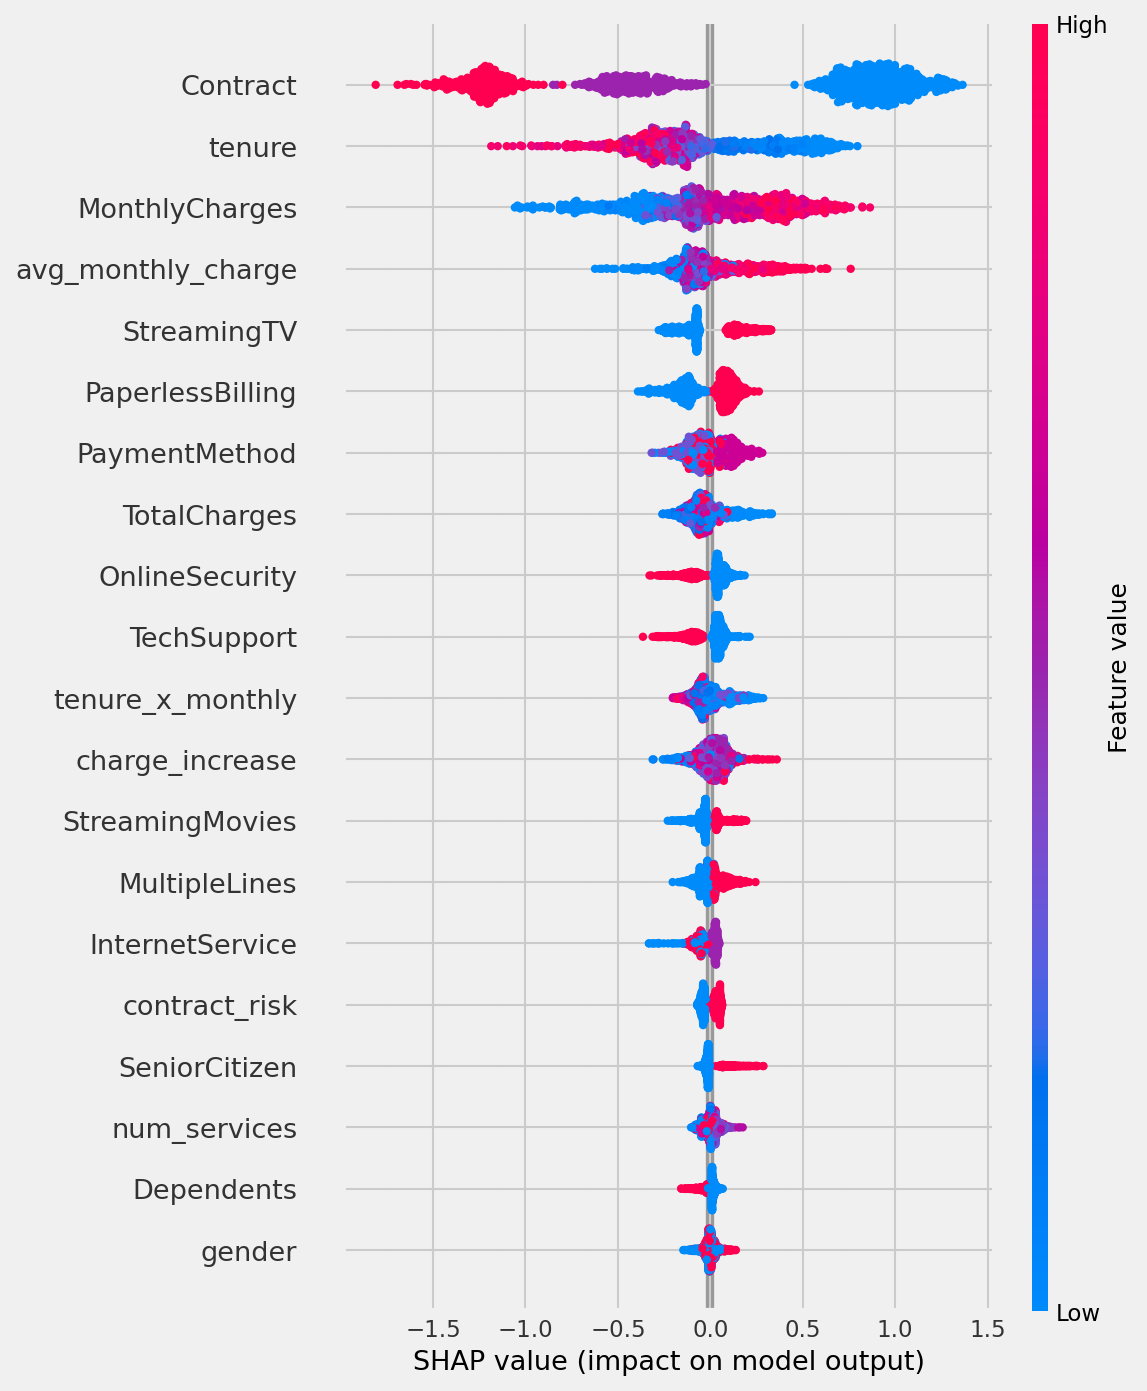 High
Contract
tenure
MonthlyCharges
avg_monthly_charge
StreamingTV
PaperlessBilling
PaymentMethod
TotalCharges
OnlineSecurity
TechSupport
tenure_x_monthly
charge_increase
StreamingMovies
MultipleLines
InternetService
contract_risk
SeniorCitizen
num_services
Dependents
gender
Feature value
Low
−1.5 −1.0 −0.5 0.0 0.5 1.0 1.5
SHAP value (impact on model output)